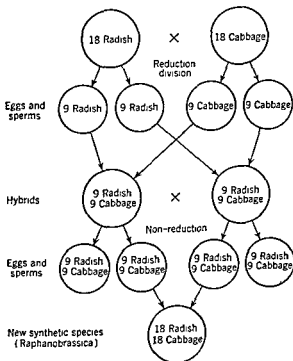 18 Radish
×
18 Cabbage
Reduction
division
Eggs and
sperms
9 Radish
9 Radish
9 Cabbage
9 Cabbage
Hybrids
9 Radish
9 Cabbage
×
9 Radish
9 Cabbage
Non-reduction
Eggs and
sperms
9 Radish
9 Cabbage
9 Radish
9 Cabbage
9 Radish
9 Cabbage
9 Radish
9 Cabbage
New synthetic species
(Raphanobrassica)
18 Radish
18 Cabbage